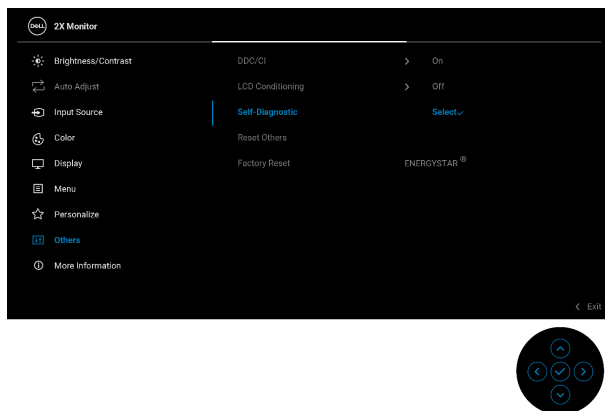 DELL 2X Monitor
Brightness/Contrast DDC/CI > On
Auto Adjust LCD Conditioning > Off
Input Source Self-Diagnostic Select✓
Color Reset Others
Display Factory Reset ENERGYSTAR ®
Menu
Personalize
Others
More Information
< Exit